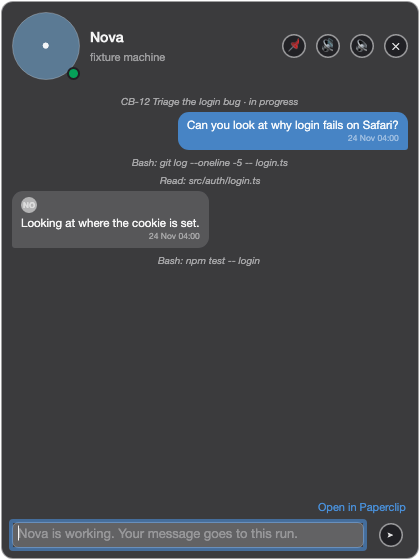 Nova
fixture machine
CB-12 Triage the login bug · in progress
Can you look at why login fails on Safari?
24 Nov 04:00
Bash: git log --oneline -5 -- login.ts
Read: src/auth/login.ts
NO
Looking at where the cookie is set.
24 Nov 04:00
Bash: npm test -- login
Open in Paperclip
Nova is working. Your message goes to this run.